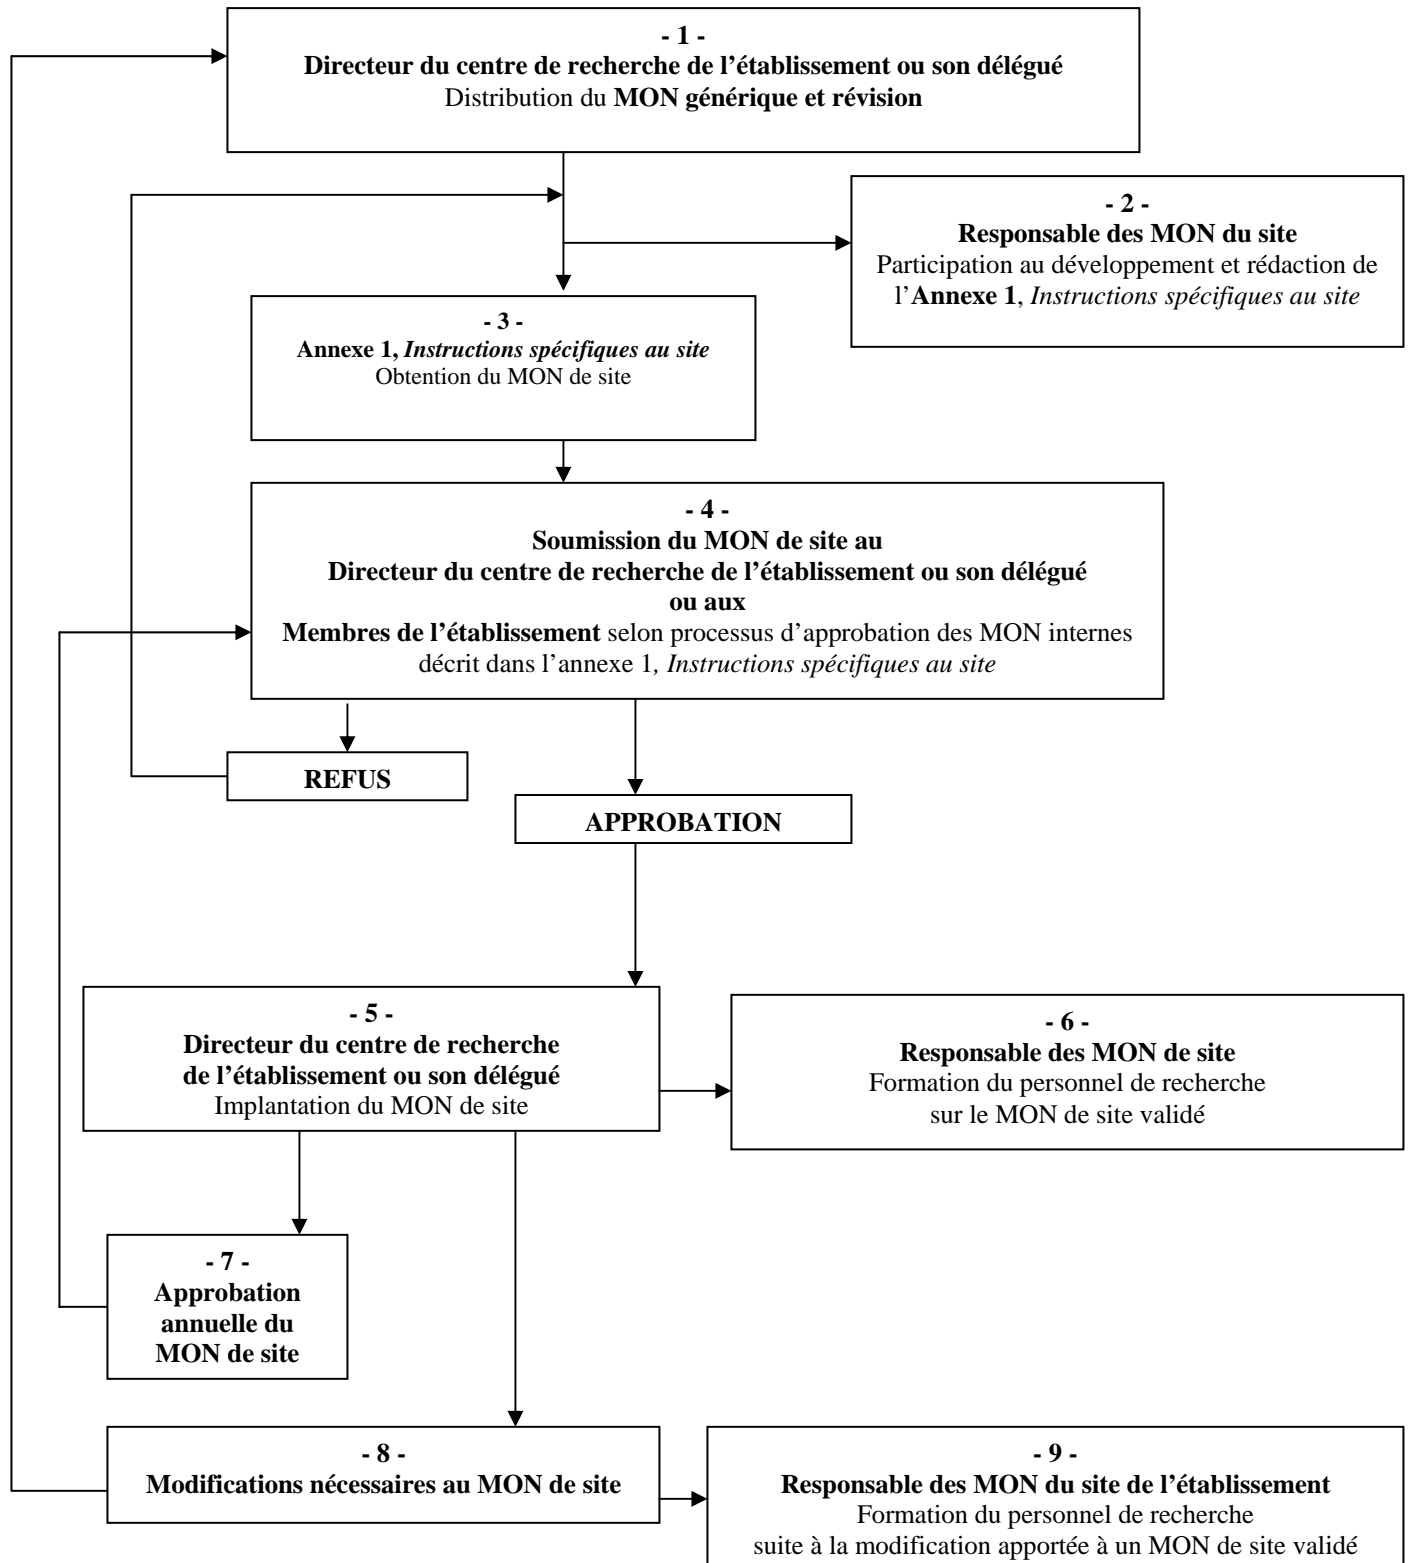 - 1 -
Directeur du centre de recherche de l’établissement ou son délégué
Distribution du MON générique et révision
- 2 -
Responsable des MON du site
Participation au développement et rédaction de
l’Annexe 1, Instructions spécifiques au site
- 3 -
Annexe 1, Instructions spécifiques au site
Obtention du MON de site
- 4 -
Soumission du MON de site au
Directeur du centre de recherche de l’établissement ou son délégué
ou aux
Membres de l’établissement selon processus d’approbation des MON internes
décrit dans l’annexe 1, Instructions spécifiques au site
REFUS
APPROBATION
- 5 -
Directeur du centre de recherche
de l’établissement ou son délégué
Implantation du MON de site
- 6 -
Responsable des MON de site
Formation du personnel de recherche
sur le MON de site validé
- 7 -
Approbation
annuelle du
MON de site
- 8 -
Modifications nécessaires au MON de site
- 9 -
Responsable des MON du site de l’établissement
Formation du personnel de recherche
suite à la modification apportée à un MON de site validé